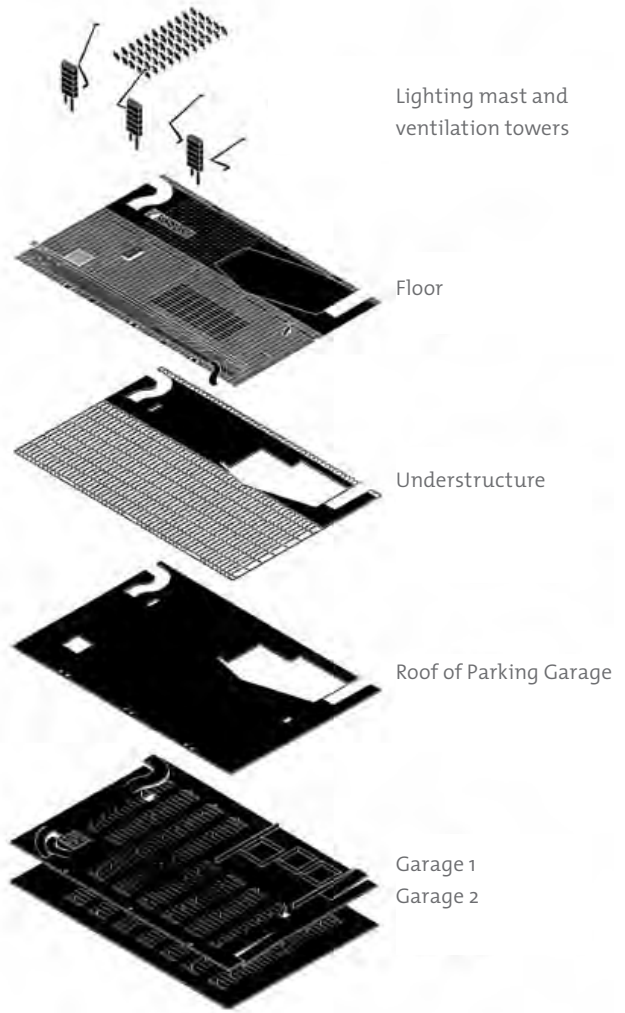 Lighting mast and
ventilation towers
Floor
Understructure
Roof of Parking Garage
Garage 1
Garage 2